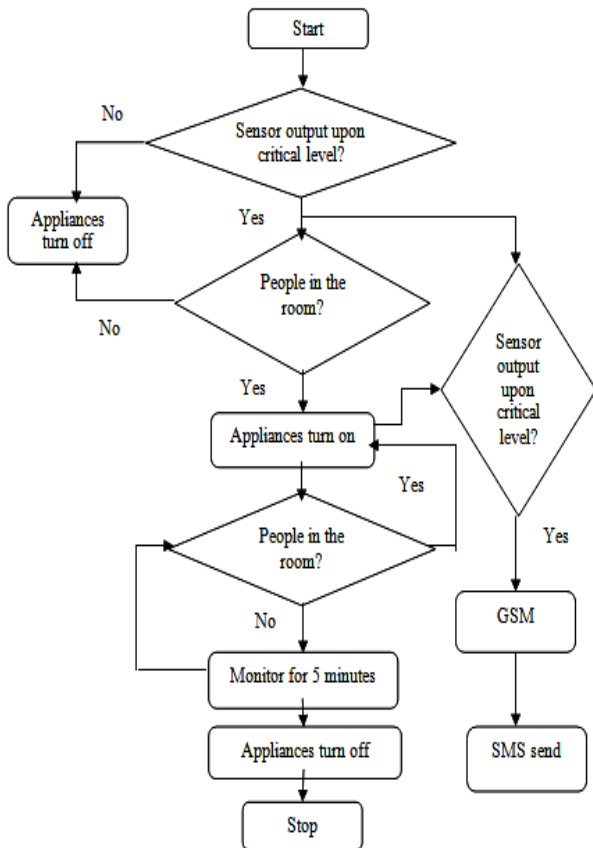 Start
No
Sensor output upon
critical level?
Appliances
turn off
Yes
People in the
room?
No
Sensor
output
upon
critical
level?
Yes
Appliances turn on
Yes
People in the
room?
Yes
No
GSM
Monitor for 5 minutes
Appliances turn off
SMS send
Stop